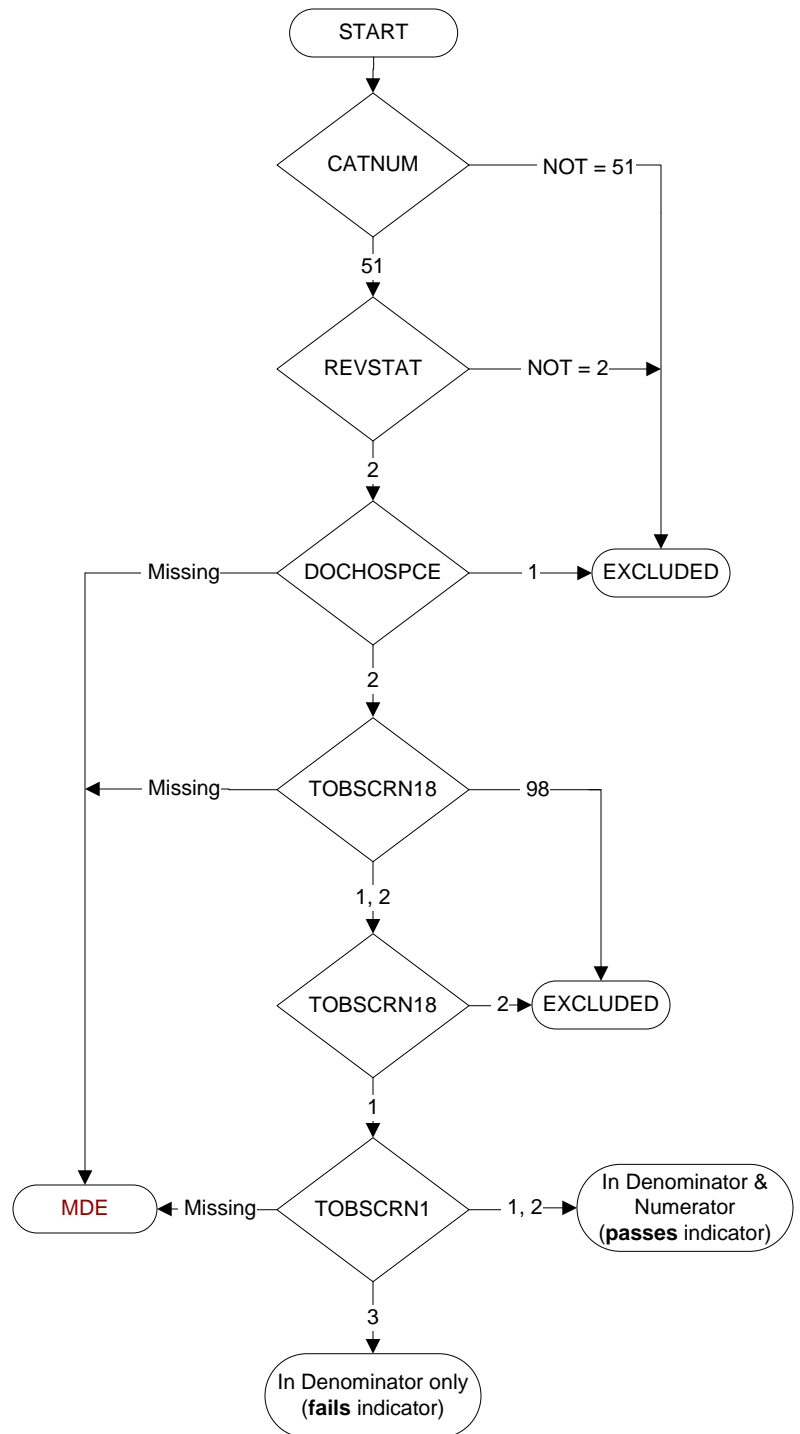 START
CATNUM
NOT = 51
51
REVSTAT
NOT = 2
2
Missing
DOCHOSPCE
1
EXCLUDED
2
Missing
TOBSCRN18
98
1, 2
TOBSCRN18
2
EXCLUDED
1
MDE
Missing
TOBSCRN1
1, 2
In Denominator &
Numerator
(passes indicator)
3
In Denominator only
(fails indicator)